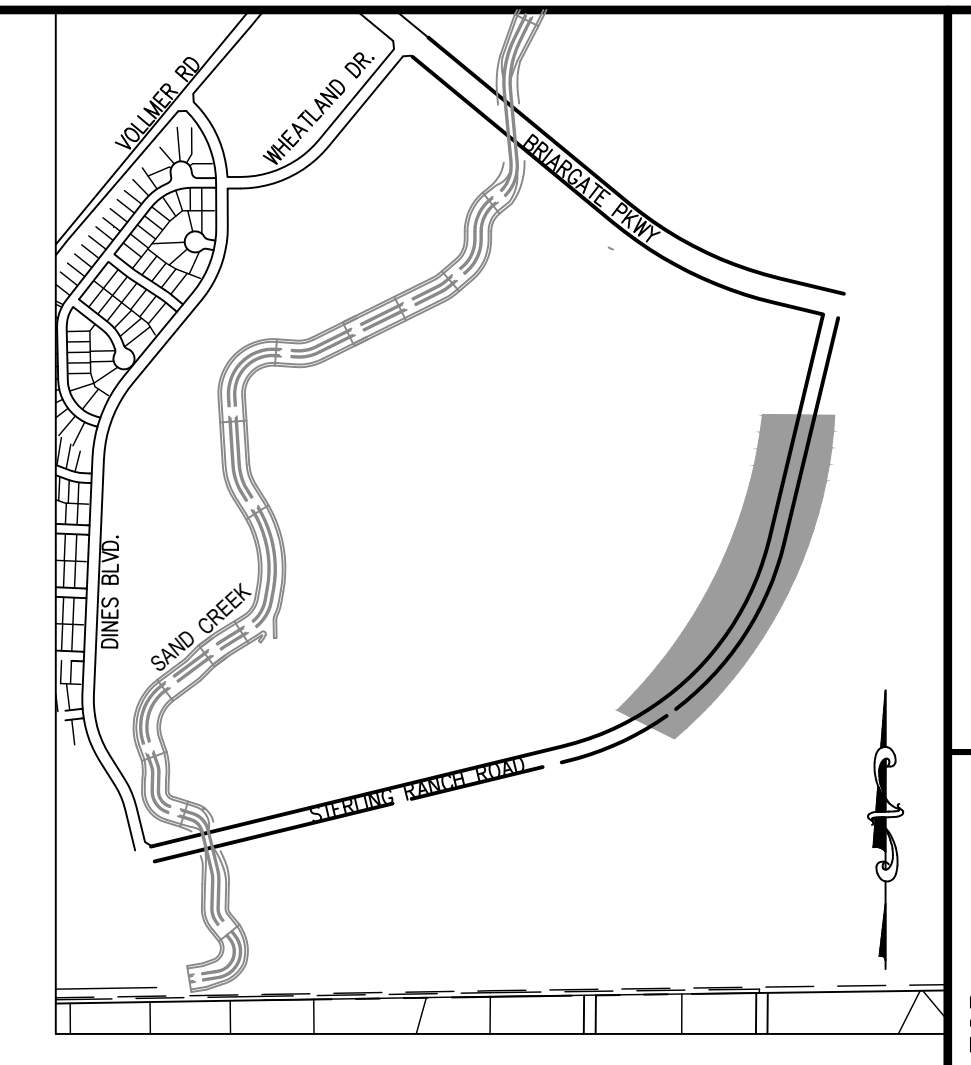 VOLLMER RD
WHEATLAND DR.
BRIARGATE PKWY
DINES BLVD.
SAND CREEK
STERLING RANCH ROAD